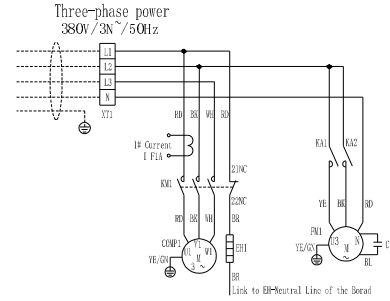 Three-phase power
380V/3N~/50Hz
L1
L2
L3
N
XT1
RD
BK
WH
RD
1# Current
I F1A
KA1
KA2
21NC
KM1
22NC
YE
BK
RD
RD
BK
WH
BR
COMP1
U1
V1
W1
M
3~
EH1
YE/GN
FM1
U3
N
M
~
C
YE/GN
BL
BR
Link to EH-Neutral Line of the Borad